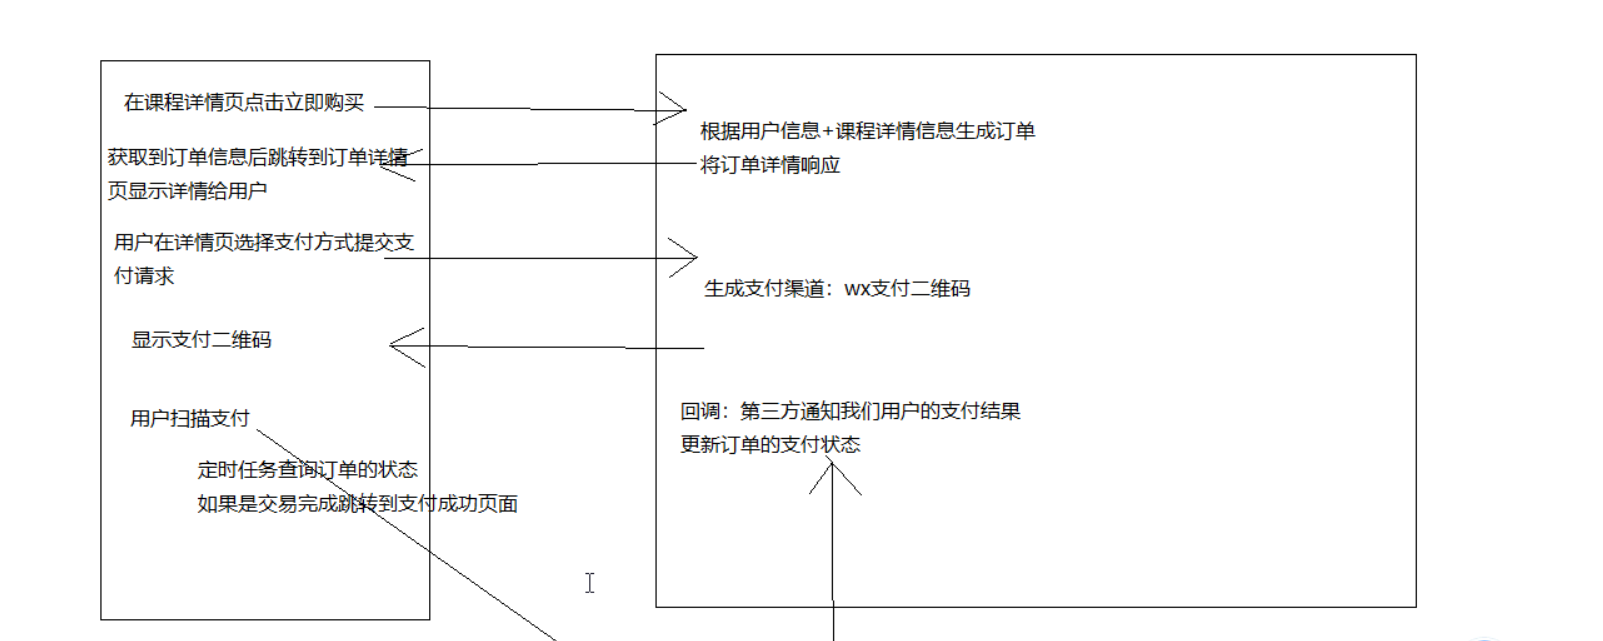 在课程详情页点击立即购买
获取到订单信息后跳转到订单详情
页显示详情给用户
用户在详情页选择支付方式提交支
付请求
显示支付二维码
用户扫描支付
定时任务查询订单的状态
如果是交易完成跳转到支付成功页面
根据用户信息+课程详情信息生成订单
将订单详情响应
生成支付渠道：wx支付二维码
回调：第三方通知我们用户的支付结果
更新订单的支付状态